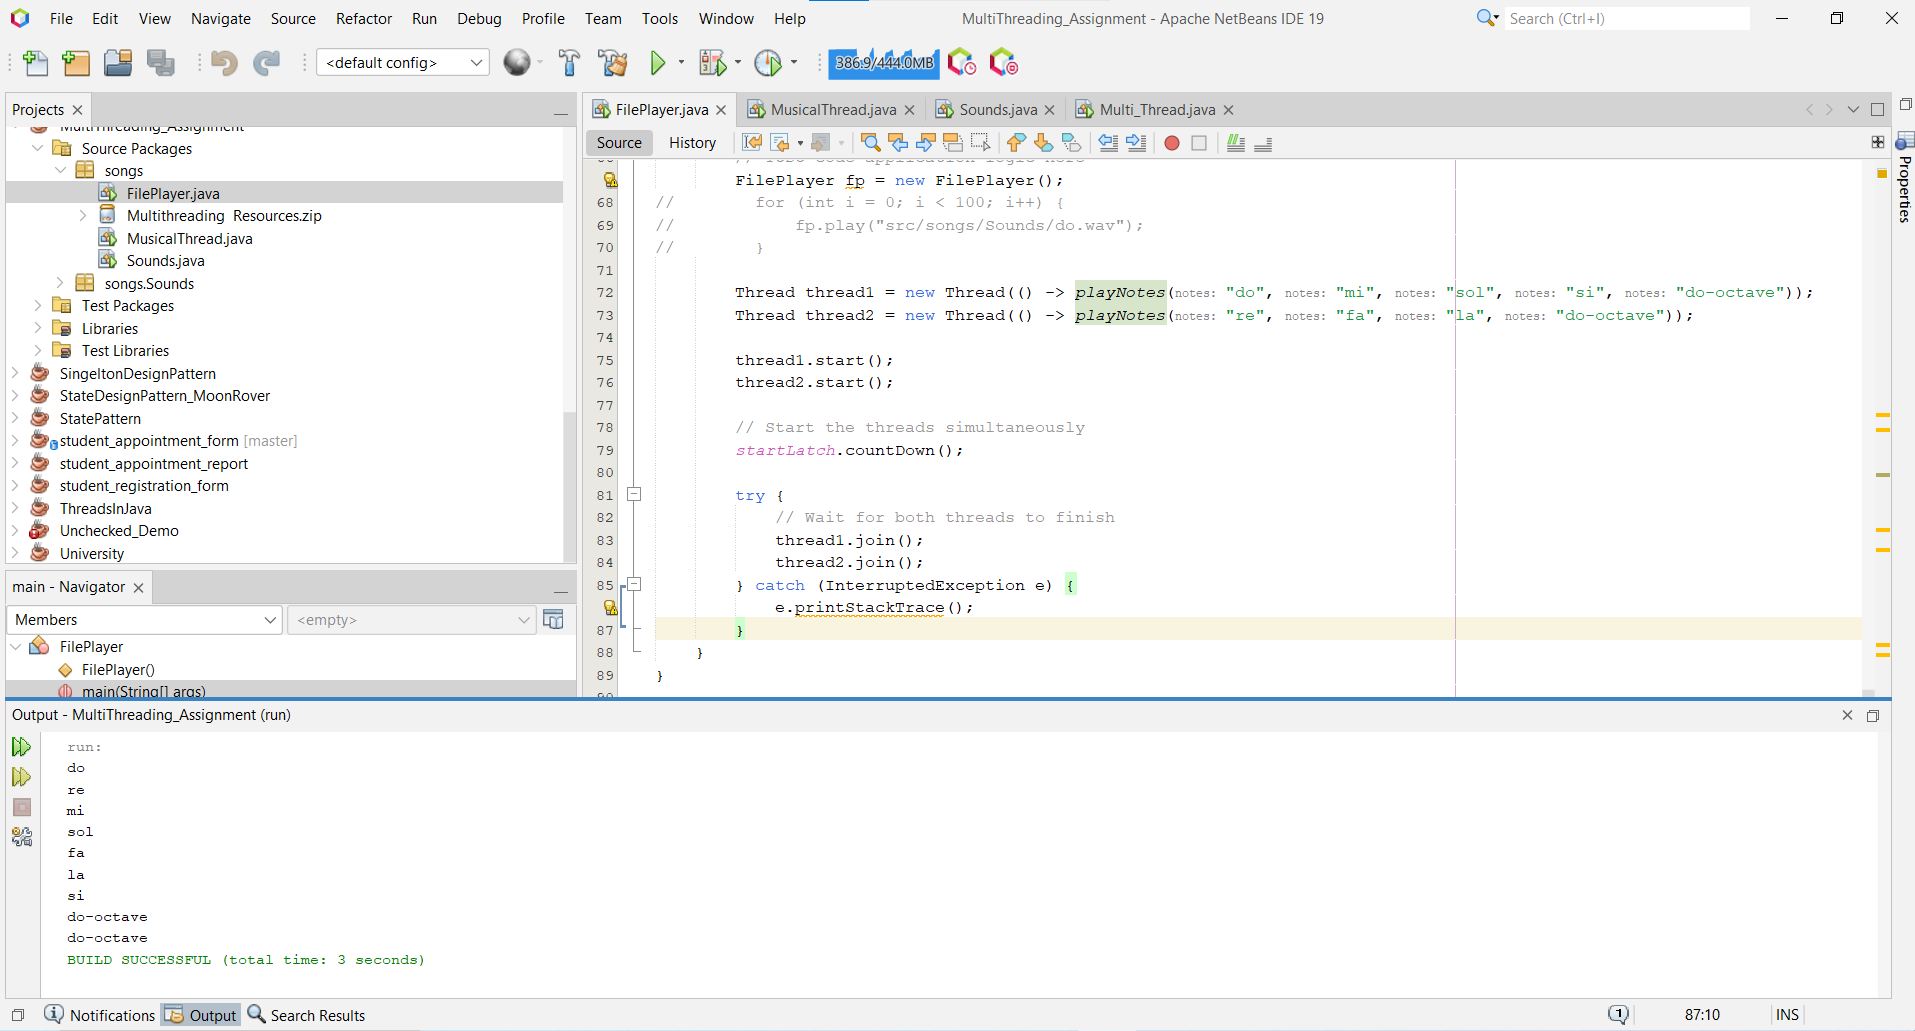 File Edit View Navigate Source Refactor Run Debug Profile Team Tools Window Help MultiThreading_Assignment - Apache NetBeans IDE 19 Search (Ctrl+I)
<default config> 386.9/444.0MB
Projects
MultiThreading_Assignment
Source Packages
songs
FilePlayer.java
Multithreading Resources.zip
MusicalThread.java
Sounds.java
songs.Sounds
Test Packages
Libraries
Test Libraries
SingeltonDesignPattern
StateDesignPattern_MoonRover
StatePattern
student_appointment_form [master]
student_appointment_report
student_registration_form
ThreadsInJava
Unchecked_Demo
University
main - Navigator
Members <empty>
FilePlayer
FilePlayer()
main(String[] args)
FilePlayer.java MusicalThread.java Sounds.java Multi_Thread.java
Source History
Properties
// TODO code application logic here
FilePlayer fp = new FilePlayer();
68 // for (int i = 0; i < 100; i++) {
69 // fp.play("src/songs/Sounds/do.wav");
70 // }
71
72 Thread thread1 = new Thread(() -> playNotes(notes: "do", notes: "mi", notes: "sol", notes: "si", notes: "do-octave"));
73 Thread thread2 = new Thread(() -> playNotes(notes: "re", notes: "fa", notes: "la", notes: "do-octave"));
74
75 thread1.start();
76 thread2.start();
77
78 // Start the threads simultaneously
79 startLatch.countDown();
80
81 try {
82 // Wait for both threads to finish
83 thread1.join();
84 thread2.join();
85 } catch (InterruptedException e) {
e.printStackTrace();
87 }
88 }
89 }
90
Output - MultiThreading_Assignment (run)
run:
do
re
mi
sol
fa
la
si
do-octave
do-octave
BUILD SUCCESSFUL (total time: 3 seconds)
Notifications Output Search Results 1 87:10 INS